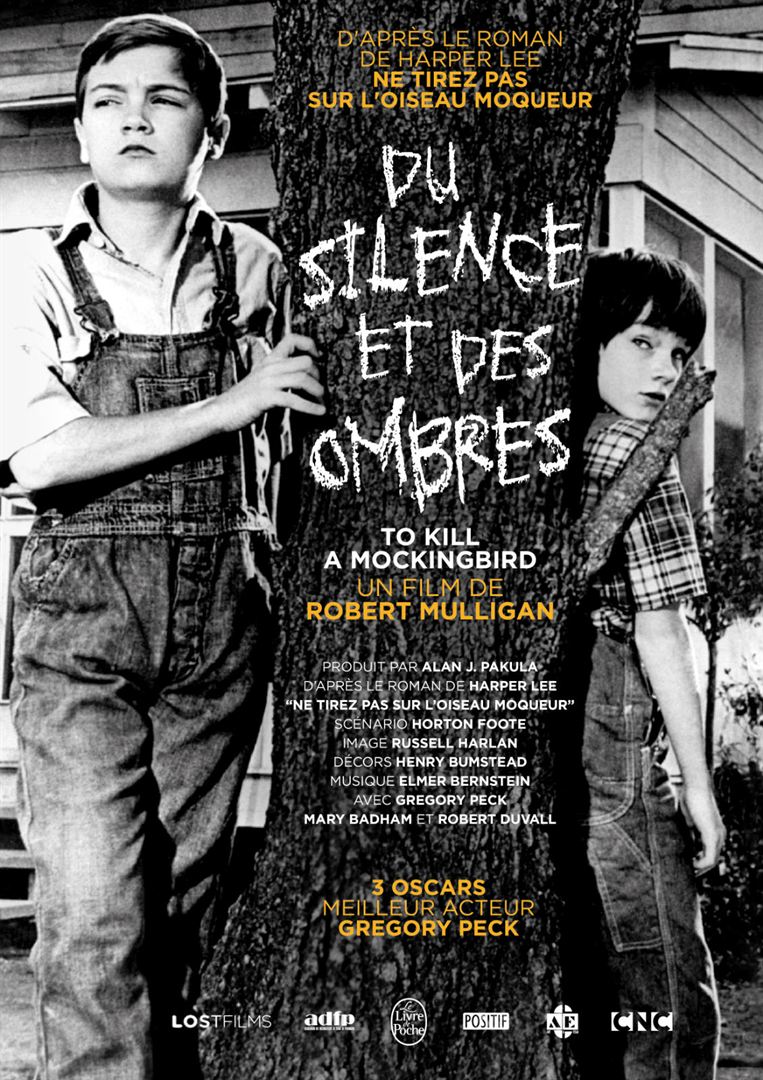 D'APRÈS LE ROMAN
DE HARPER LEE
NE TIREZ PAS
SUR L'OISEAU MOQUEUR
DU
SILENCE
ET DES
OMBRES
TO KILL
A MOCKINGBIRD
UN FILM DE
ROBERT MULLIGAN
PRODUIT PAR ALAN J. PAKULA
D'APRÈS LE ROMAN DE HARPER LEE
“NE TIREZ PAS SUR L’OISEAU MOQUEUR”
SCÉNARIO HORTON FOOTE
IMAGE RUSSELL HARLAN
DÉCORS HENRY BUMSTEAD
MUSIQUE ELMER BERNSTEIN
AVEC GREGORY PECK
MARY BADHAM ET ROBERT DUVALL
3 OSCARS
MEILLEUR ACTEUR
GREGORY PECK
LOSTFILMS
adfp
Le Livre de Poche
POSITIF
CNC